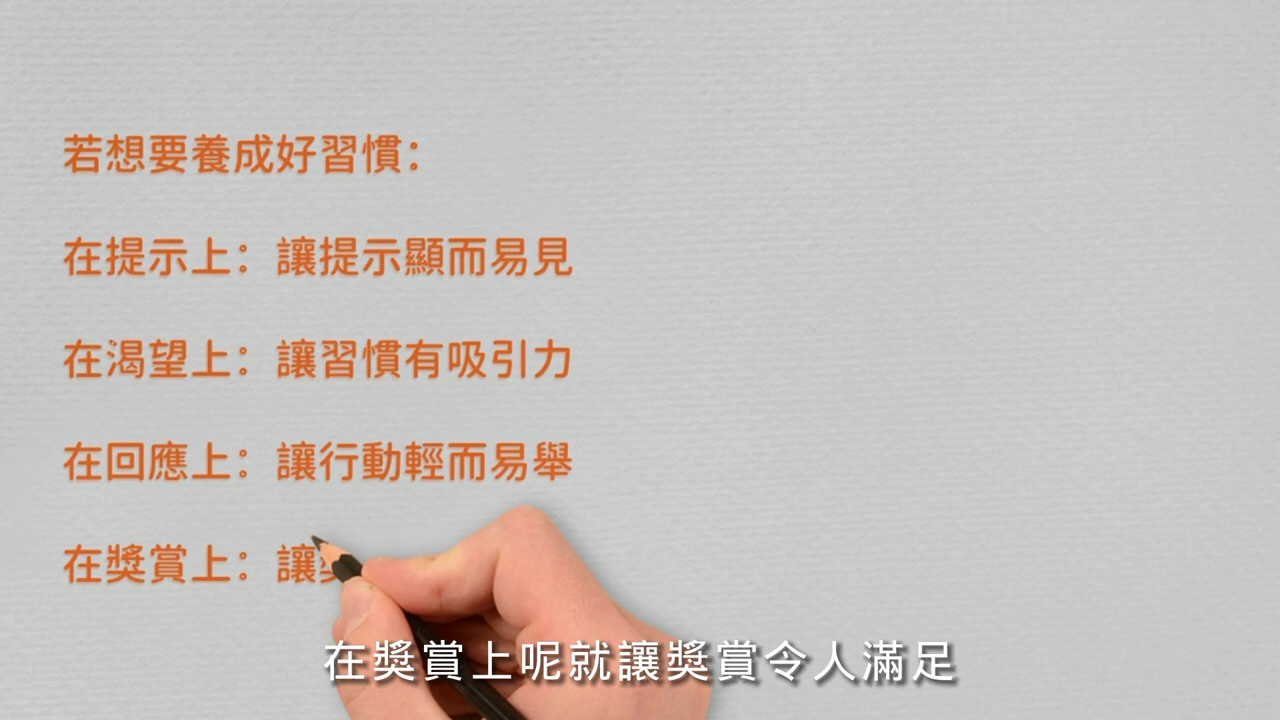 若想要養成好習慣：
在提示上：讓提示顯而易見
在渴望上：讓習慣有吸引力
在回應上：讓行動輕而易舉
在獎賞上：讓
在獎賞上呢就讓獎賞令人滿足